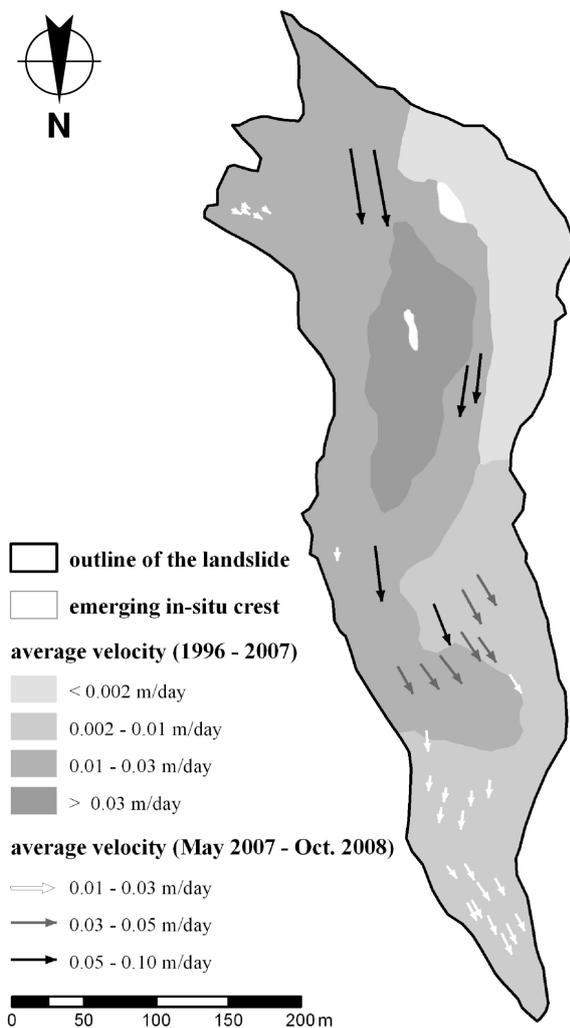 N
outline of the landslide
emerging in-situ crest
average velocity (1996 - 2007)
< 0.002 m/day
0.002 - 0.01 m/day
0.01 - 0.03 m/day
> 0.03 m/day
average velocity (May 2007 - Oct. 2008)
0.01 - 0.03 m/day
0.03 - 0.05 m/day
0.05 - 0.10 m/day
0 50 100 150 200 m